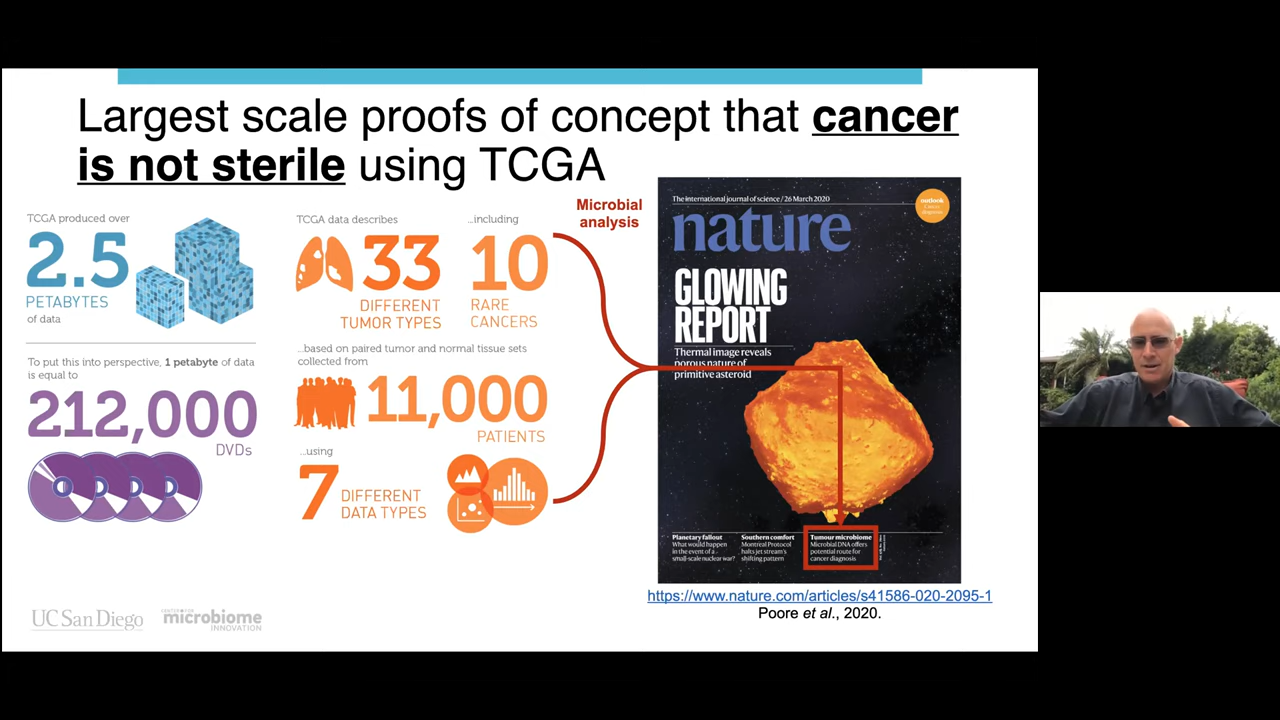 Largest scale proofs of concept that cancer
is not sterile using TCGA
TCGA produced over
2.5
PETABYTES
of data
To put this into perspective, 1 petabyte of data
is equal to
212,000
DVDs
TCGA data describes
33
DIFFERENT
TUMOR TYPES
...including
10
RARE
CANCERS
...based on paired tumor and normal tissue sets
collected from
11,000
PATIENTS
...using
7
DIFFERENT
DATA TYPES
Microbial
analysis
The international journal of science / 26 March 2020
outlook
nature
GLOWING
REPORT
Thermal image reveals
porous nature of
primitive asteroid
Planetary fallout
What would happen
in the event of a
small-scale nuclear war?
Southern comfort
Montreal Protocol
halts jet stream's
shifting pattern
Tumour microbiome
Microbial DNA offers
potential route for
cancer diagnosis
https://www.nature.com/articles/s41586-020-2095-1
Poore et al., 2020.
UC San Diego
CENTER FOR
microbiome
INNOVATION